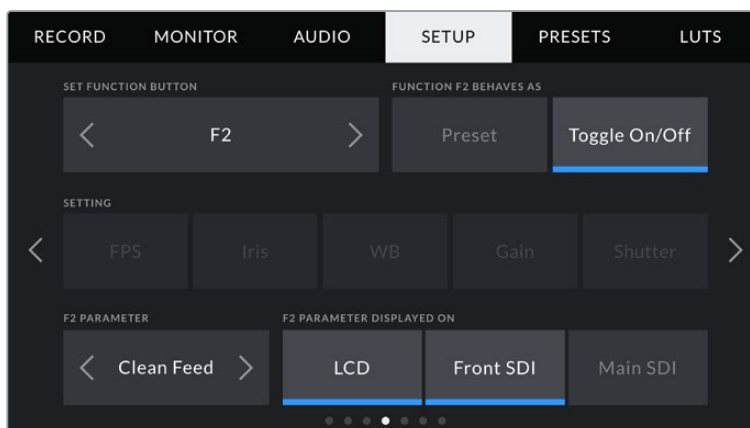 RECORD MONITOR AUDIO SETUP PRESETS LUTS
SET FUNCTION BUTTON FUNCTION F2 BEHAVES AS
F2 Preset Toggle On/Off
SETTING
FPS Iris WB Gain Shutter
F2 PARAMETER F2 PARAMETER DISPLAYED ON
Clean Feed LCD Front SDI Main SDI